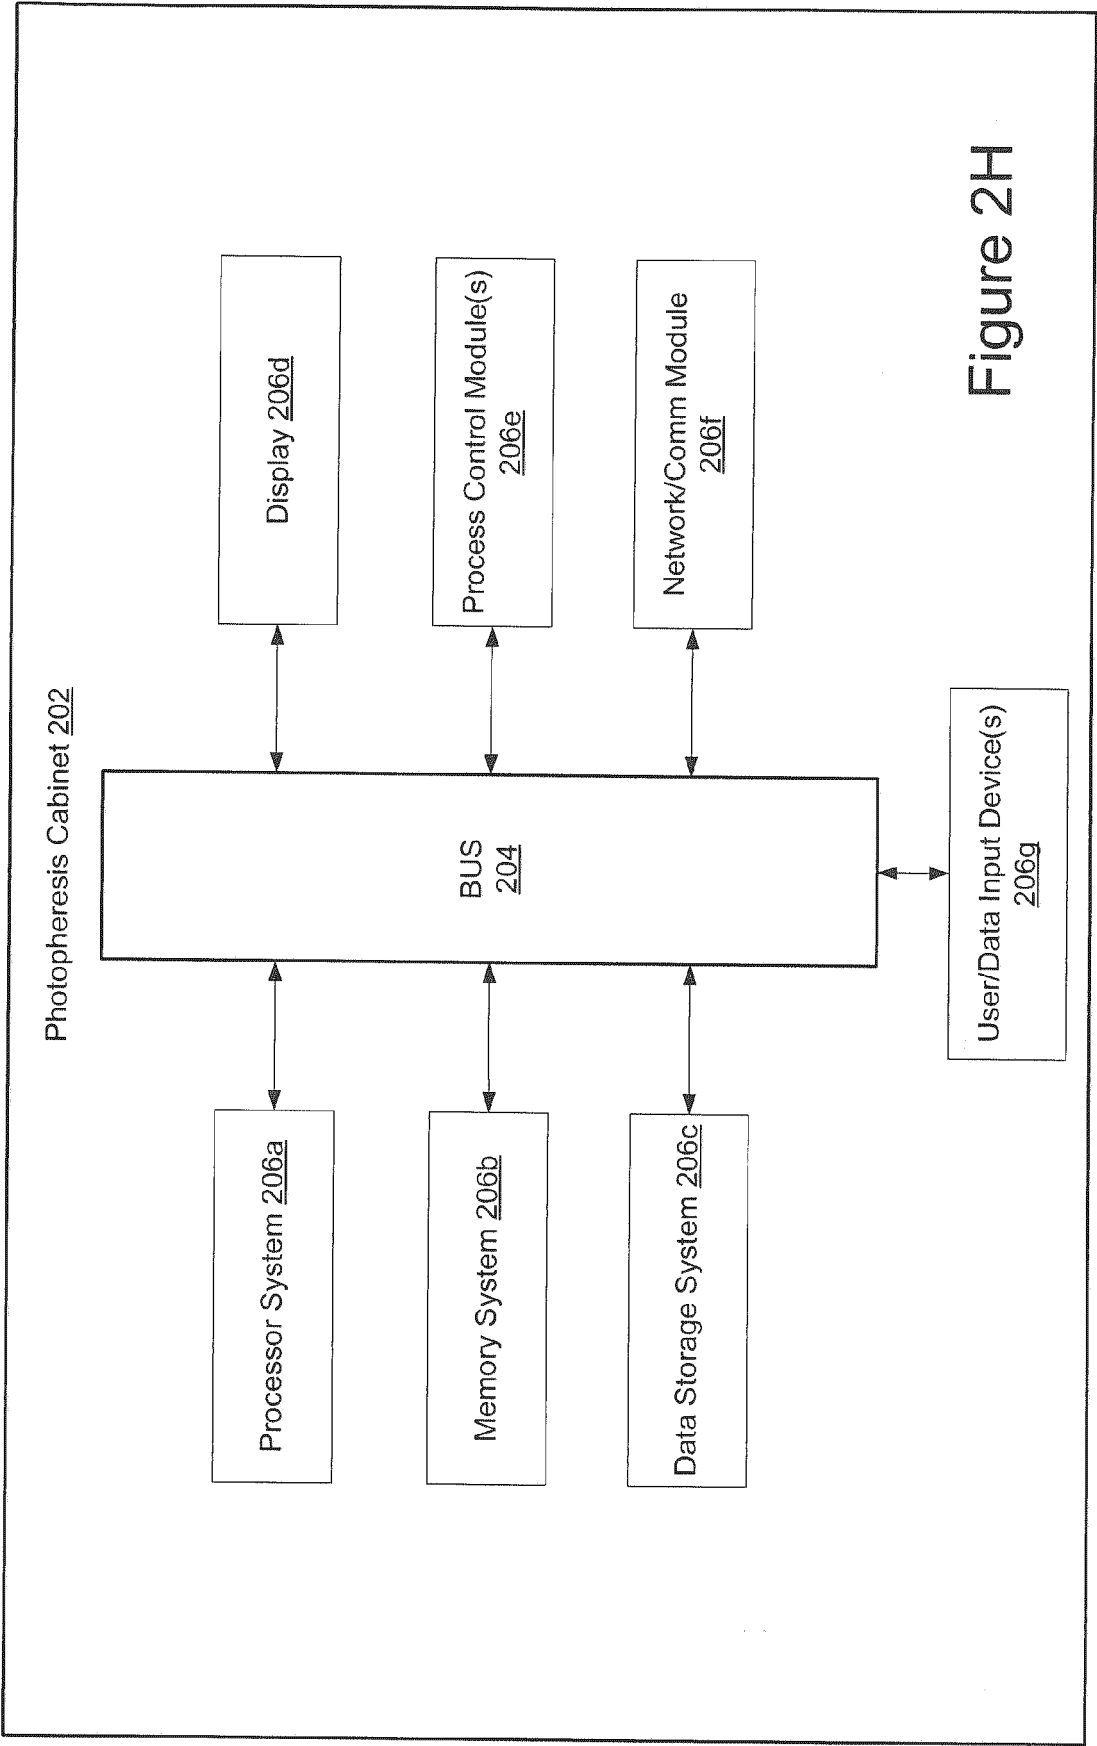 Photopheresis Cabinet 202
Processor System 206a
Memory System 206b
Data Storage System 206c
BUS
204
Display 206d
Process Control Module(s)
206e
Network/Comm Module
206f
User/Data Input Device(s)
206g
Figure 2H